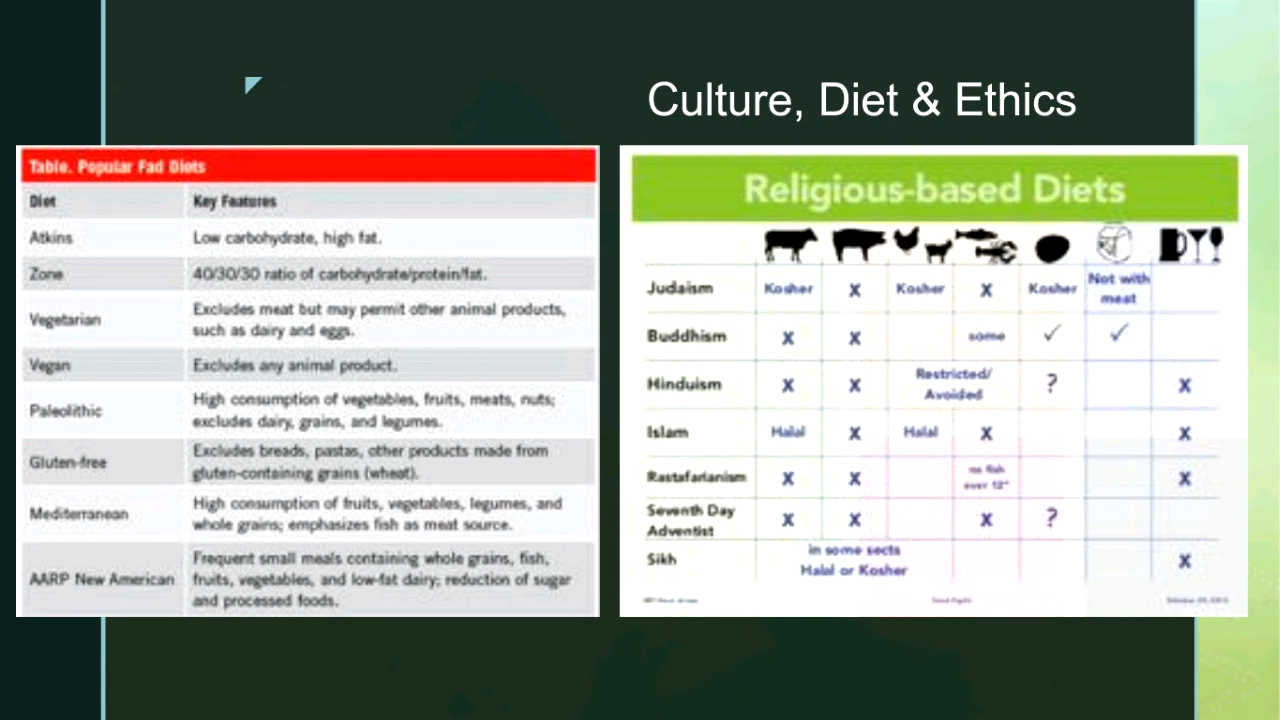 Culture, Diet & Ethics
Table. Popular Fad Diets
Diet Key Features
Atkins Low carbohydrate, high fat.
Zone 40/30/30 ratio of carbohydrate/protein/fat.
Vegetarian Excludes meat but may permit other animal products,
such as dairy and eggs.
Vegan Excludes any animal product.
Paleolithic High consumption of vegetables, fruits, meats, nuts;
excludes dairy, grains, and legumes.
Gluten-free Excludes breads, pastas, other products made from
gluten-containing grains (wheat).
Mediterranean High consumption of fruits, vegetables, legumes, and
whole grains; emphasizes fish as meat source.
AARP New American Frequent small meals containing whole grains, fish,
fruits, vegetables, and low-fat dairy; reduction of sugar
and processed foods.
Religious-based Diets
Judaism Kosher X Kosher X Kosher Not with
meat
Buddhism X X some ✓ ✓
Hinduism X X Restricted/
Avoided ? X
Islam Halal X Halal X X
Rastafarianism X X no fish
over 12" X
Seventh Day
Adventist X X X ?
Sikh in some sects
Halal or Kosher X